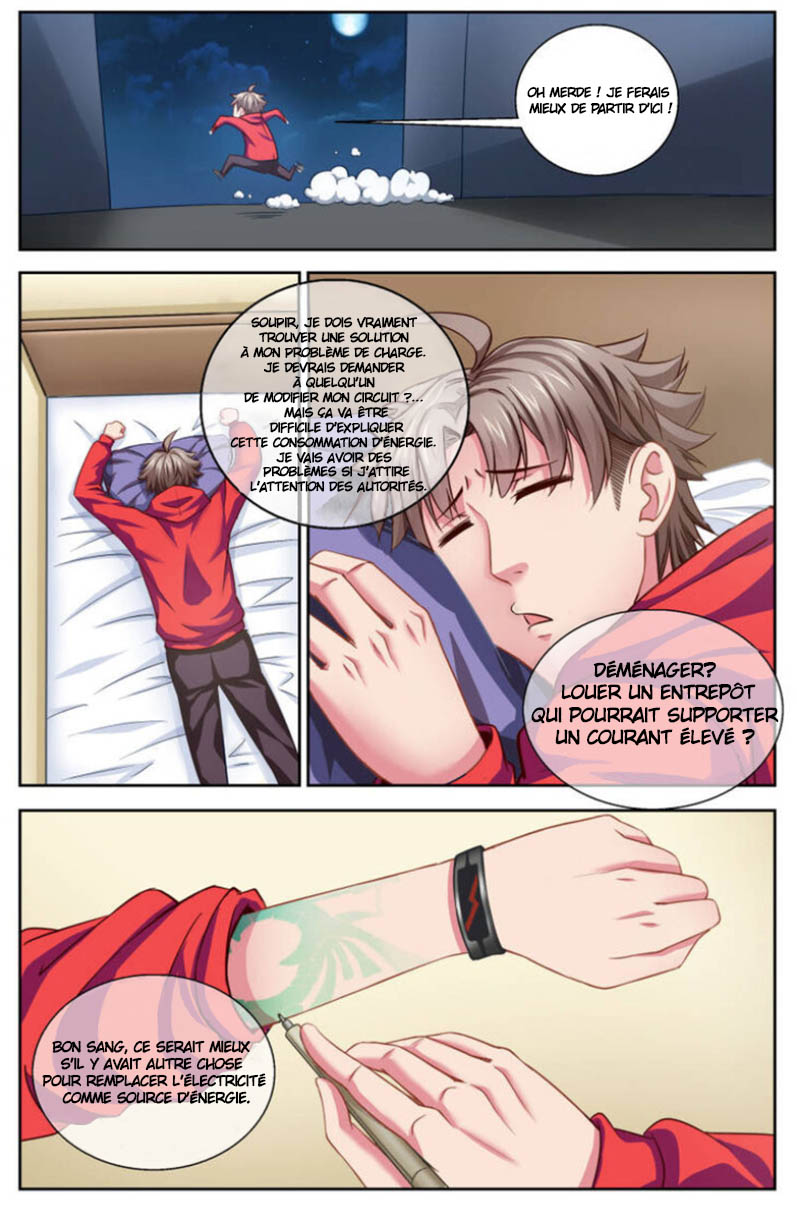 OH MERDE ! JE FERAIS
MIEUX DE PARTIR D'ICI !
SOUPIR, JE DOIS VRAIMENT
TROUVER UNE SOLUTION
À MON PROBLÈME DE CHARGE.
JE DEVRAIS DEMANDER
À QUELQU'UN
DE MODIFIER MON CIRCUIT ?...
MAIS ÇA VA ÊTRE
DIFFICILE D'EXPLIQUER
CETTE CONSOMMATION D'ÉNERGIE.
JE VAIS AVOIR DES
PROBLÈMES SI J'ATTIRE
L'ATTENTION DES AUTORITÉS.
DÉMÉNAGER?
LOUER UN ENTREPÔT
QUI POURRAIT SUPPORTER
UN COURANT ÉLEVÉ ?
BON SANG, CE SERAIT MIEUX
S'IL Y AVAIT AUTRE CHOSE
POUR REMPLACER L'ÉLECTRICITÉ
COMME SOURCE D'ÉNERGIE.